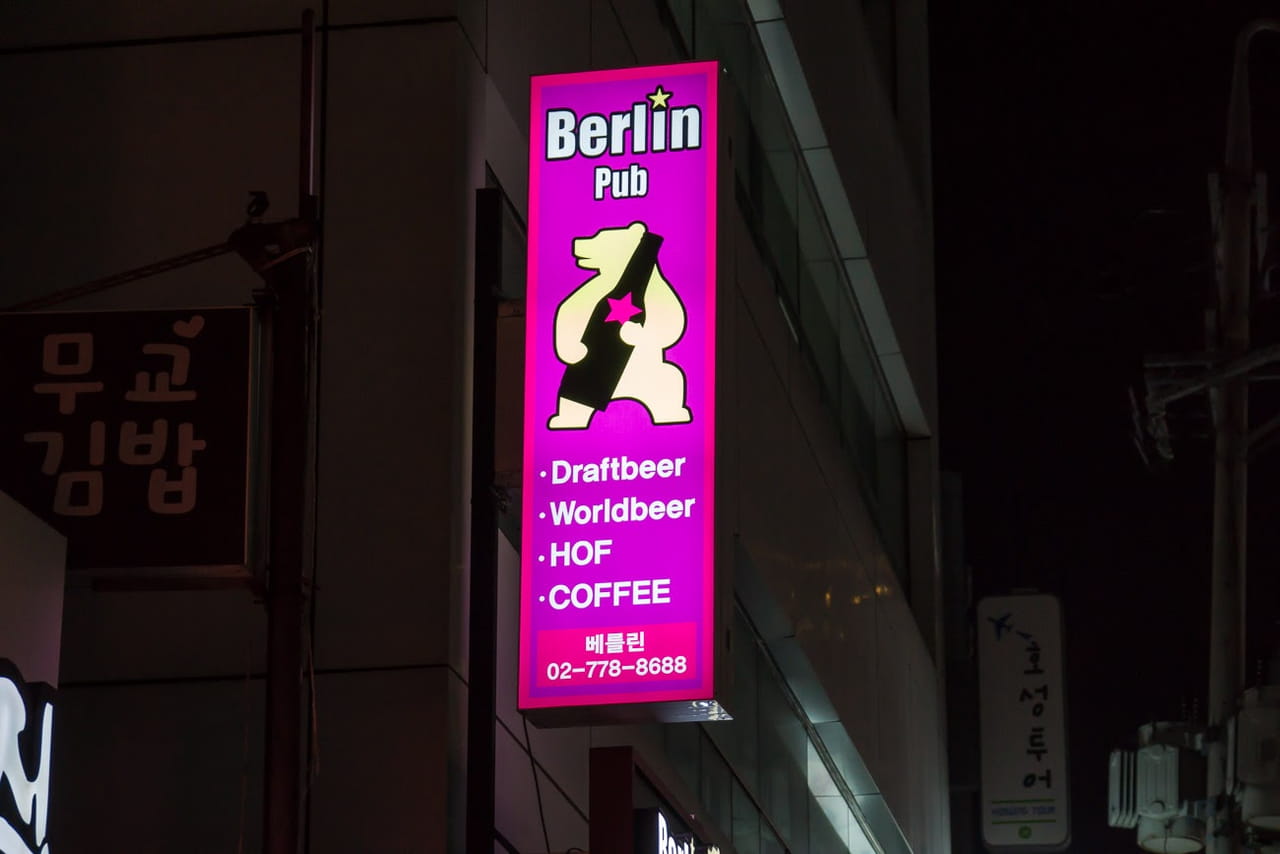 Berlin
Pub
·Draftbeer
·Worldbeer
·HOF
·COFFEE
베를린
02-778-8688
무교
김밥
화성투어